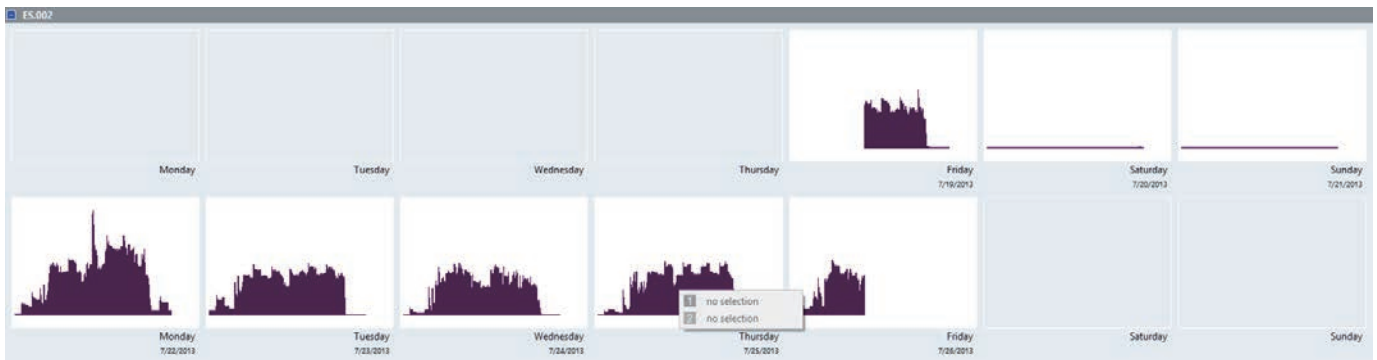 ES.002
Monday
Tuesday
Wednesday
Thursday
Friday
7/19/2013
Saturday
7/20/2013
Sunday
7/21/2013
Monday
7/22/2013
Tuesday
7/23/2013
Wednesday
7/24/2013
1 no selection
2 no selection
Thursday
7/25/2013
Friday
7/26/2013
Saturday
Sunday